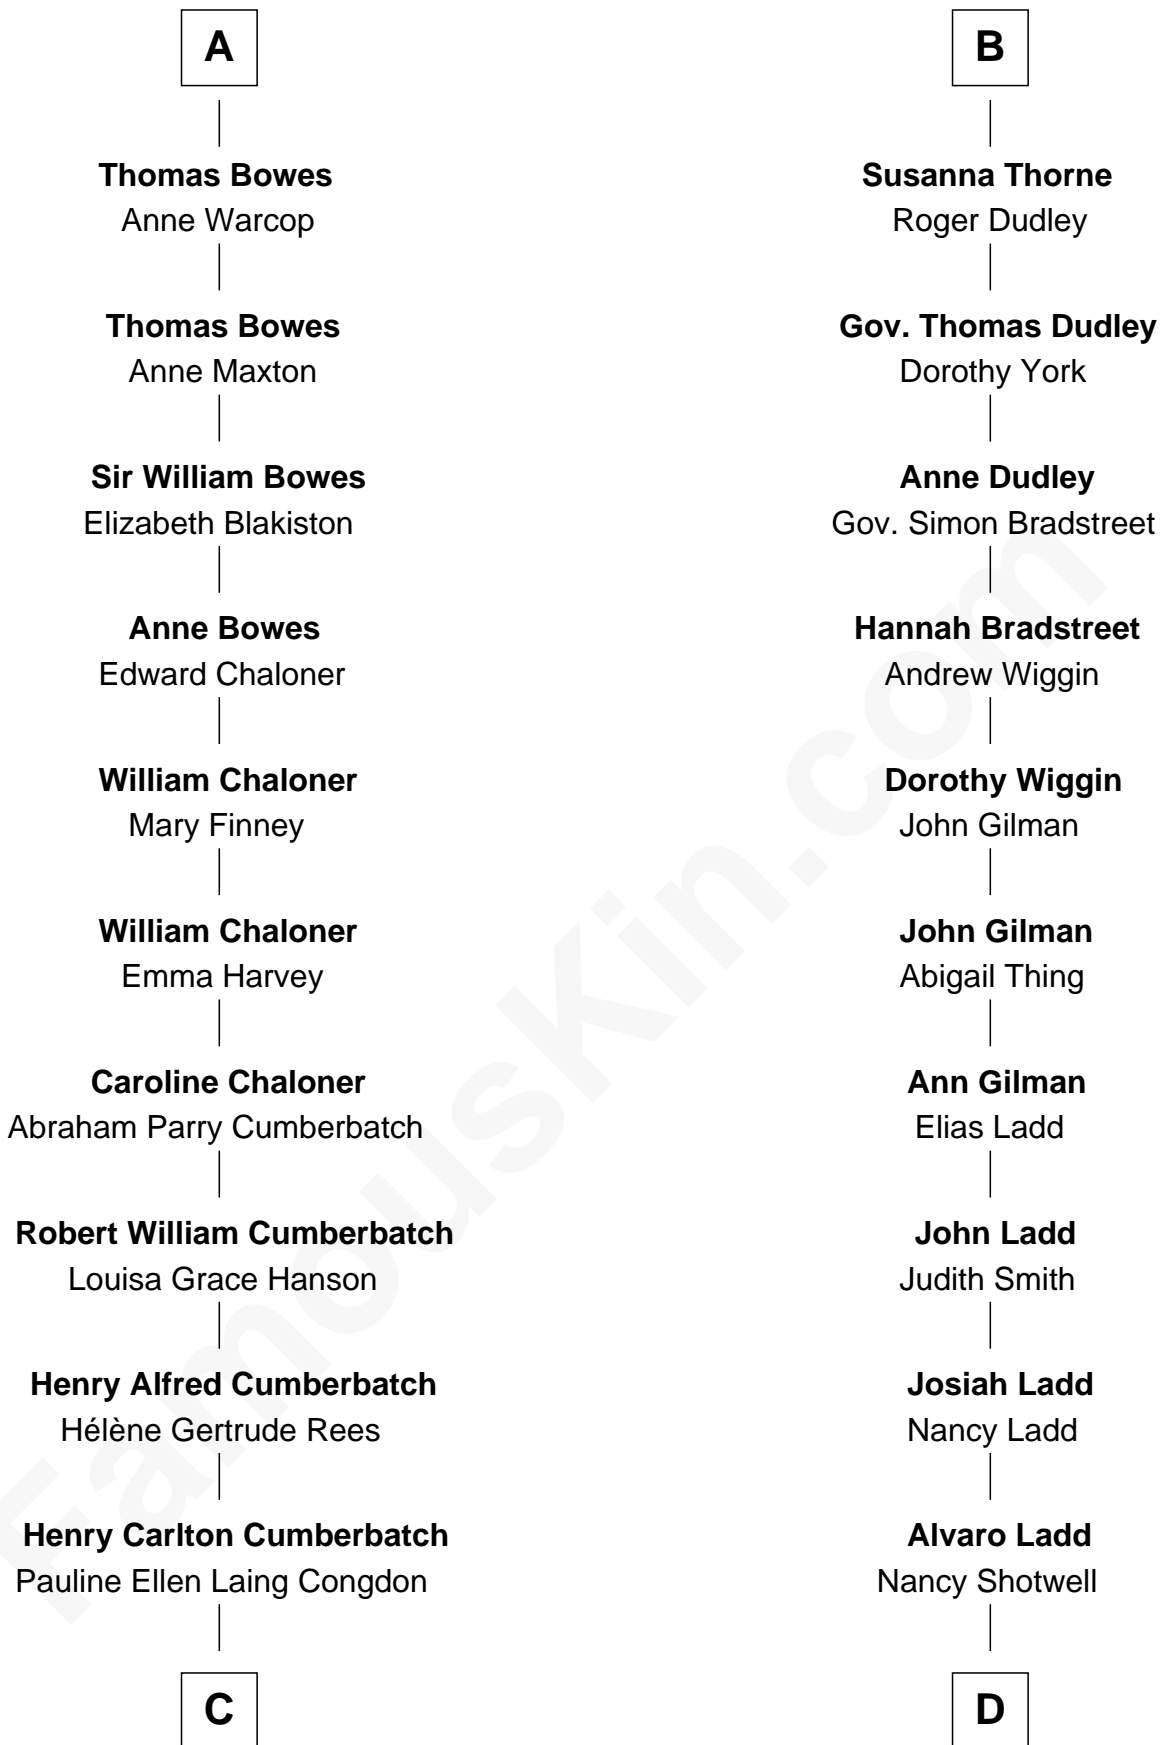 A
Thomas Bowes
Anne Warcop
Thomas Bowes
Anne Maxton
Sir William Bowes
Elizabeth Blakiston
Anne Bowes
Edward Chaloner
William Chaloner
Mary Finney
William Chaloner
Emma Harvey
Caroline Chaloner
Abraham Parry Cumberbatch
Robert William Cumberbatch
Louisa Grace Hanson
Henry Alfred Cumberbatch
Hélène Gertrude Rees
Henry Carlton Cumberbatch
Pauline Ellen Laing Congdon
C
B
Susanna Thorne
Roger Dudley
Gov. Thomas Dudley
Dorothy York
Anne Dudley
Gov. Simon Bradstreet
Hannah Bradstreet
Andrew Wiggin
Dorothy Wiggin
John Gilman
John Gilman
Abigail Thing
Ann Gilman
Elias Ladd
John Ladd
Judith Smith
Josiah Ladd
Nancy Ladd
Alvaro Ladd
Nancy Shotwell
D
FamousKin.com